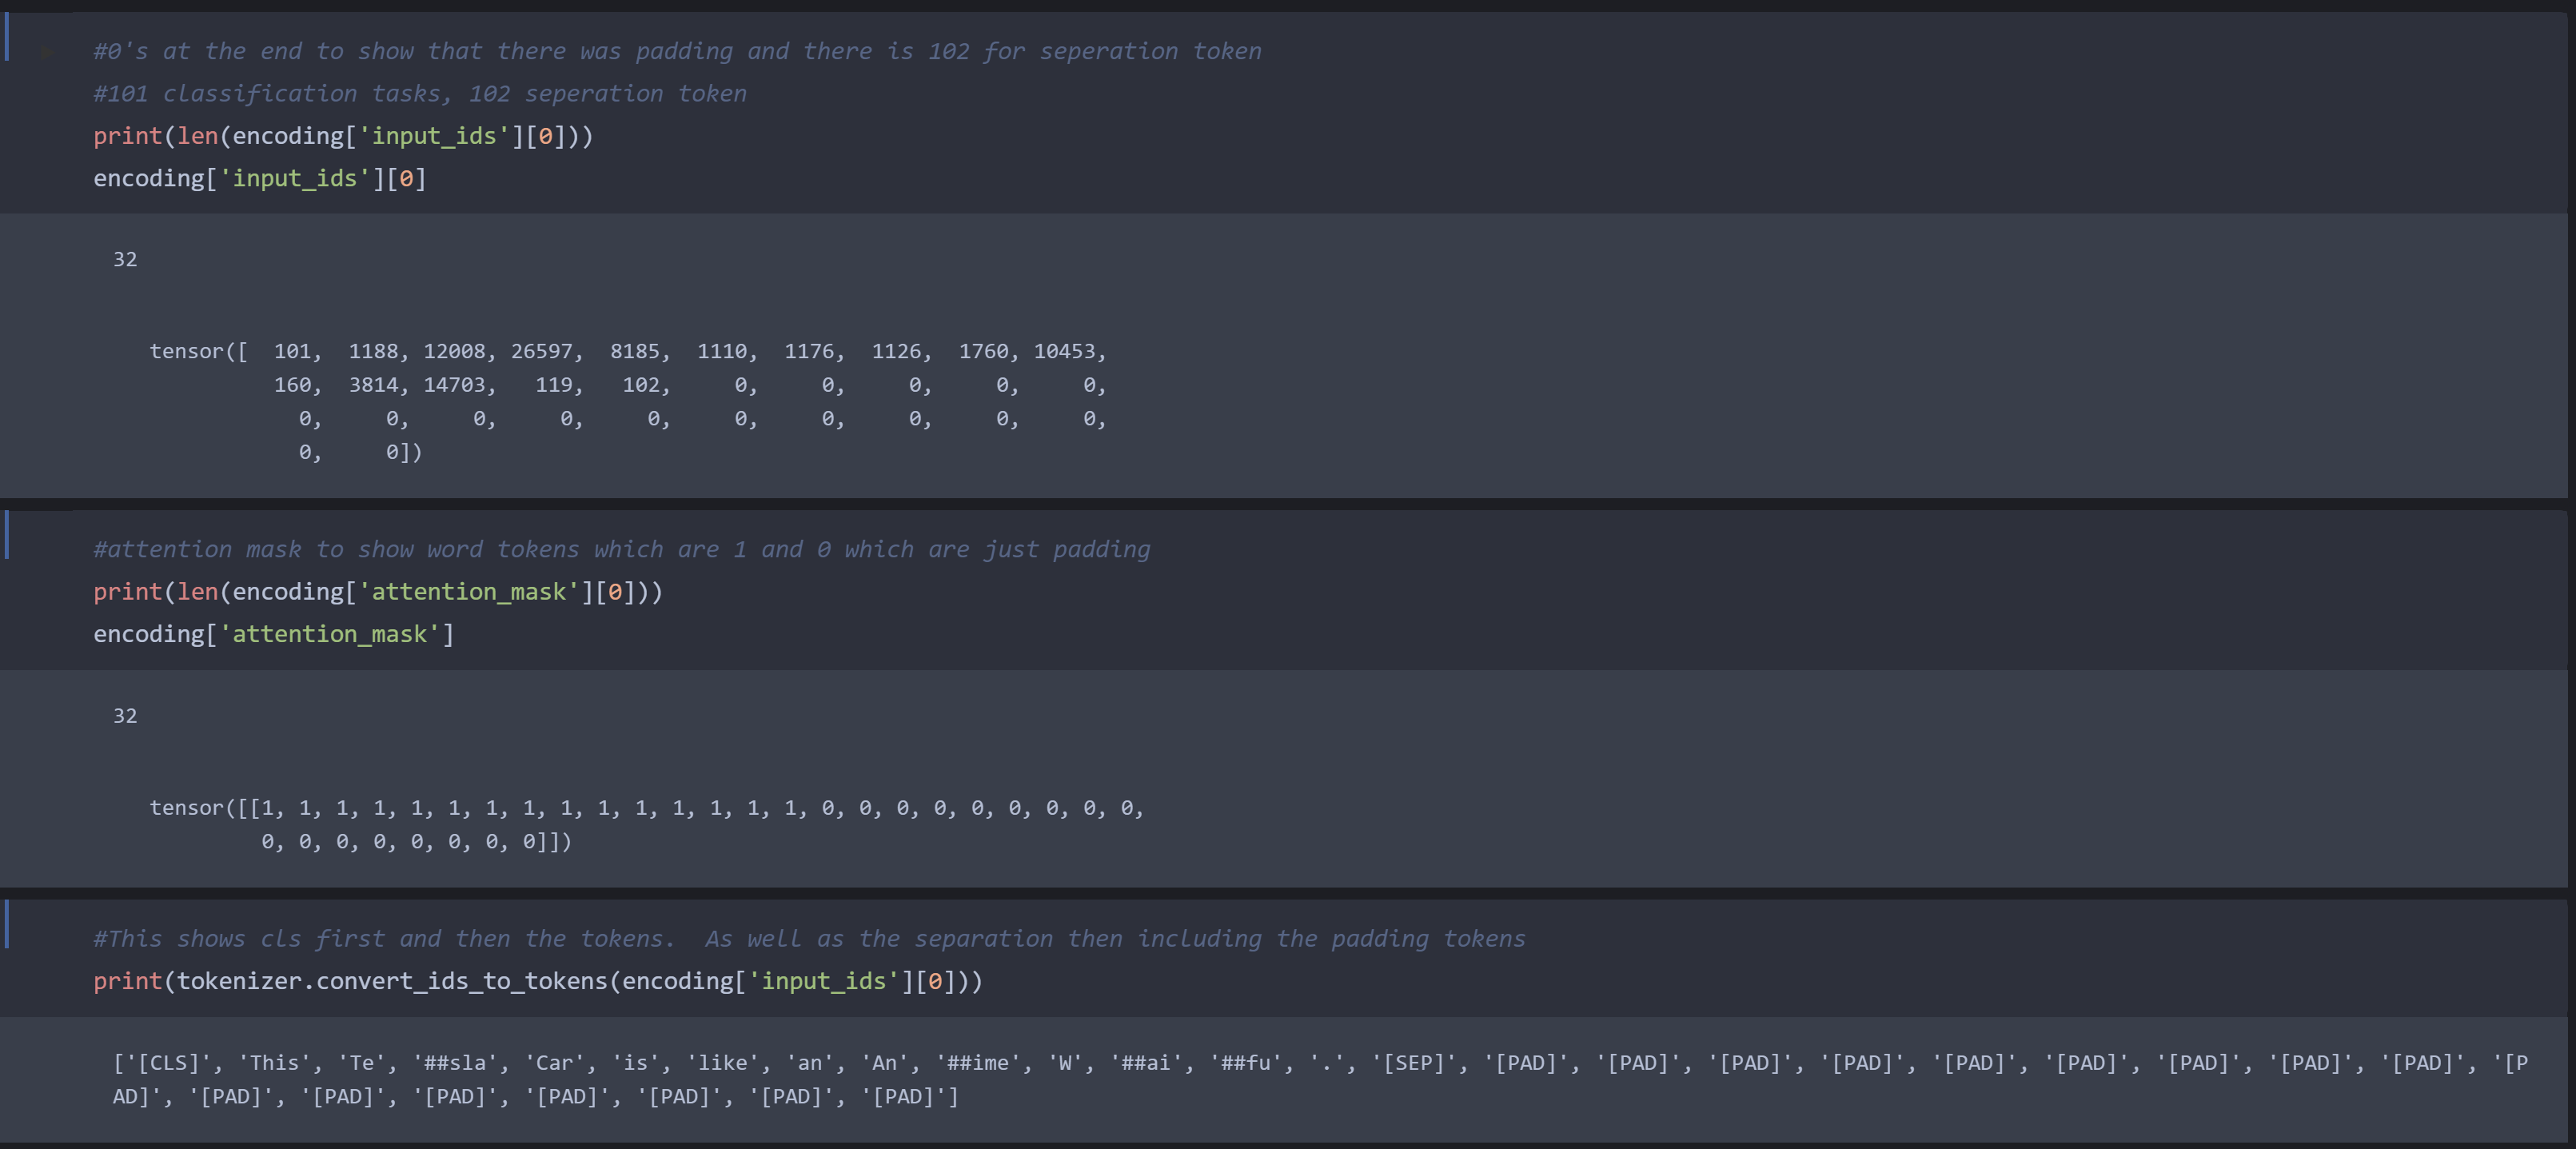 #0's at the end to show that there was padding and there is 102 for seperation token
#101 classification tasks, 102 seperation token
print(len(encoding['input_ids'][0]))
encoding['input_ids'][0]
32
tensor([  101,  1188, 12008, 26597,  8185,  1110,  1176,  1126,  1760, 10453,
          160,  3814, 14703,   119,   102,     0,     0,     0,     0,     0,
            0,     0,     0,     0,     0,     0,     0,     0,     0,     0,
            0,     0])
#attention mask to show word tokens which are 1 and 0 which are just padding
print(len(encoding['attention_mask'][0]))
encoding['attention_mask']
32
tensor([[1, 1, 1, 1, 1, 1, 1, 1, 1, 1, 1, 1, 1, 1, 1, 0, 0, 0, 0, 0, 0, 0, 0, 0,
         0, 0, 0, 0, 0, 0, 0, 0]])
#This shows cls first and then the tokens.  As well as the separation then including the padding tokens
print(tokenizer.convert_ids_to_tokens(encoding['input_ids'][0]))
['[CLS]', 'This', 'Te', '##sla', 'Car', 'is', 'like', 'an', 'An', '##ime', 'W', '##ai', '##fu', '.', '[SEP]', '[PAD]', '[PAD]', '[PAD]', '[PAD]', '[PAD]', '[PAD]', '[PAD]', '[PAD]', '[PAD]', '[P
AD]', '[PAD]', '[PAD]', '[PAD]', '[PAD]', '[PAD]', '[PAD]', '[PAD]']